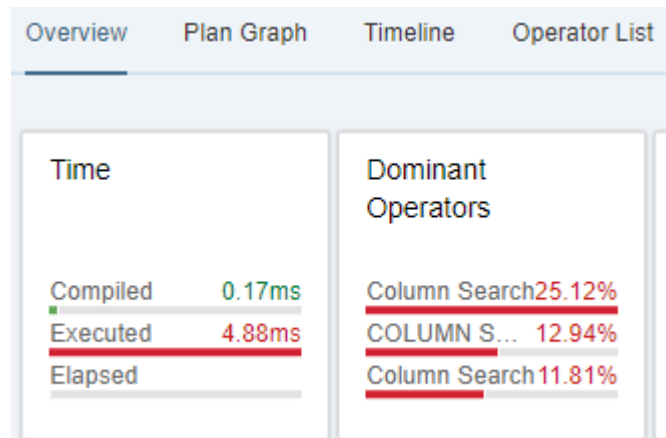 Overview Plan Graph Timeline Operator List
Time
Compiled 0.17ms
Executed 4.88ms
Elapsed
Dominant
Operators
Column Search 25.12%
COLUMN S... 12.94%
Column Search 11.81%